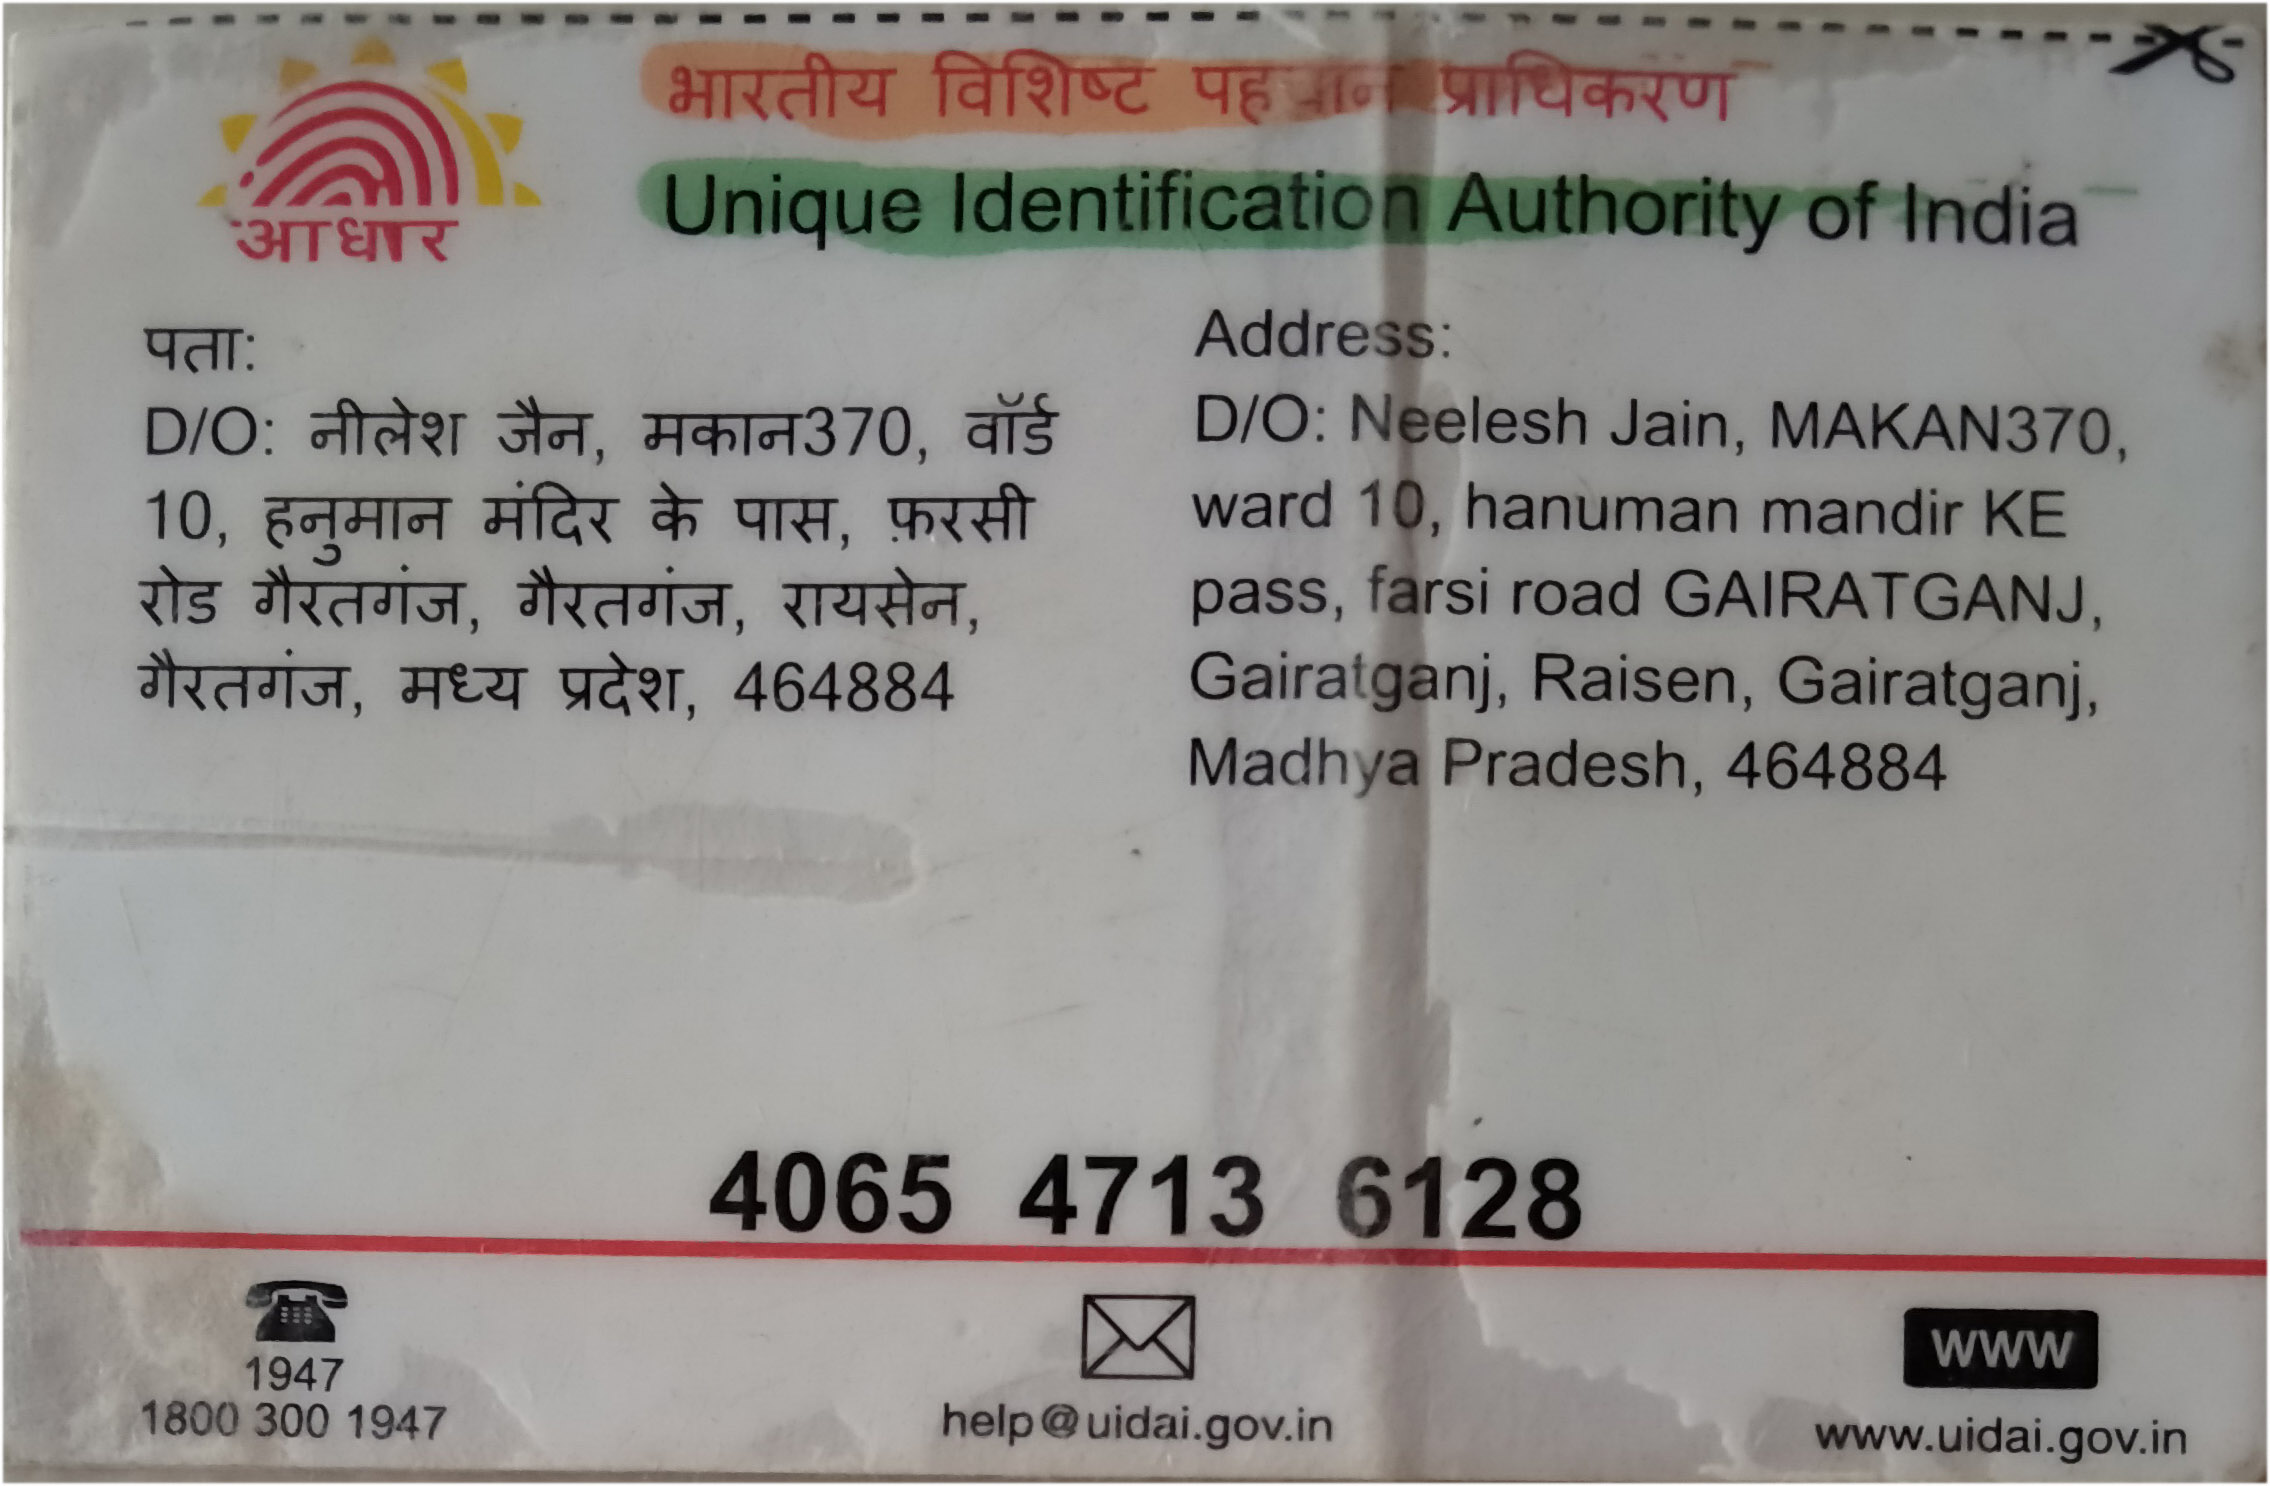 भारतीय विशिष्ट पहचान प्राधिकरण
Unique Identification Authority of India
आधार
पता:
D/O: नीलेश जैन, मकान370, वॉर्ड
10, हनुमान मंदिर के पास, फ़रसी
रोड गैरतगंज, गैरतगंज, रायसेन,
गैरतगंज, मध्य प्रदेश, 464884
Address:
D/O: Neelesh Jain, MAKAN370,
ward 10, hanuman mandir KE
pass, farsi road GAIRATGANJ,
Gairatganj, Raisen, Gairatganj,
Madhya Pradesh, 464884
4065 4713 6128
1947
1800 300 1947
help@uidai.gov.in
www
www.uidai.gov.in